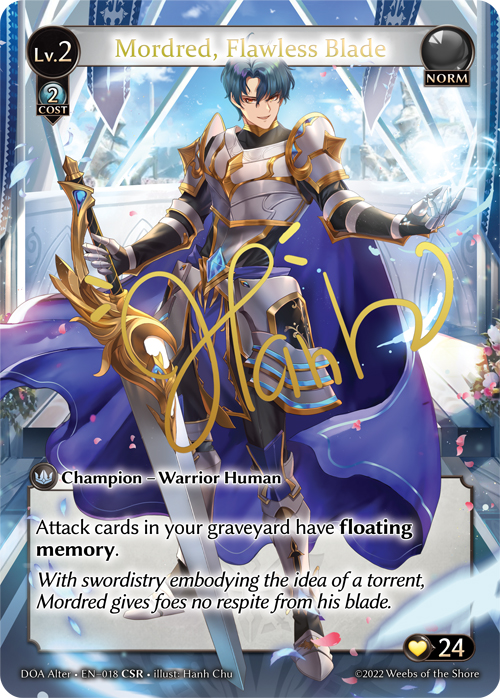 Lv.2
Mordred, Flawless Blade
NORM
2
COST
Hanh
Champion – Warrior Human
Attack cards in your graveyard have floating
memory.
With swordistry embodying the idea of a torrent,
Mordred gives foes no respite from his blade.
24
DOA Alter • EN-018 CSR • illust: Hanh Chu
©2022 Weebs of the Shore